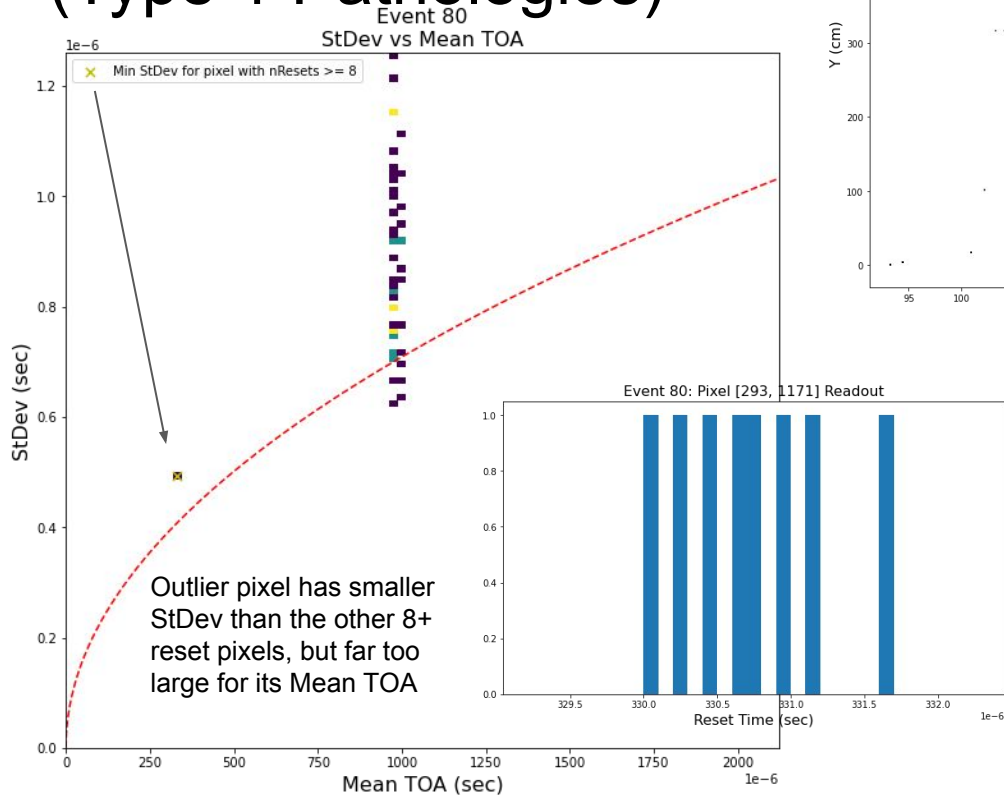 (Type 1 Pathologies)
Event 80
StDev vs Mean TOA
1e−6
Min StDev for pixel with nResets >= 8
1.2
1.0
0.8
0.6
0.4
0.2
0.0
StDev (sec)
0
250
500
750
1000
1250
1500
1750
2000
1e−6
Mean TOA (sec)
Outlier pixel has smaller
StDev than the other 8+
reset pixels, but far too
large for its Mean TOA
Y (cm)
300
200
100
0
95
100
Event 80: Pixel [293, 1171] Readout
1.0
0.8
0.6
0.4
0.2
0.0
329.5
330.0
330.5
331.0
331.5
332.0
1e−6
Reset Time (sec)